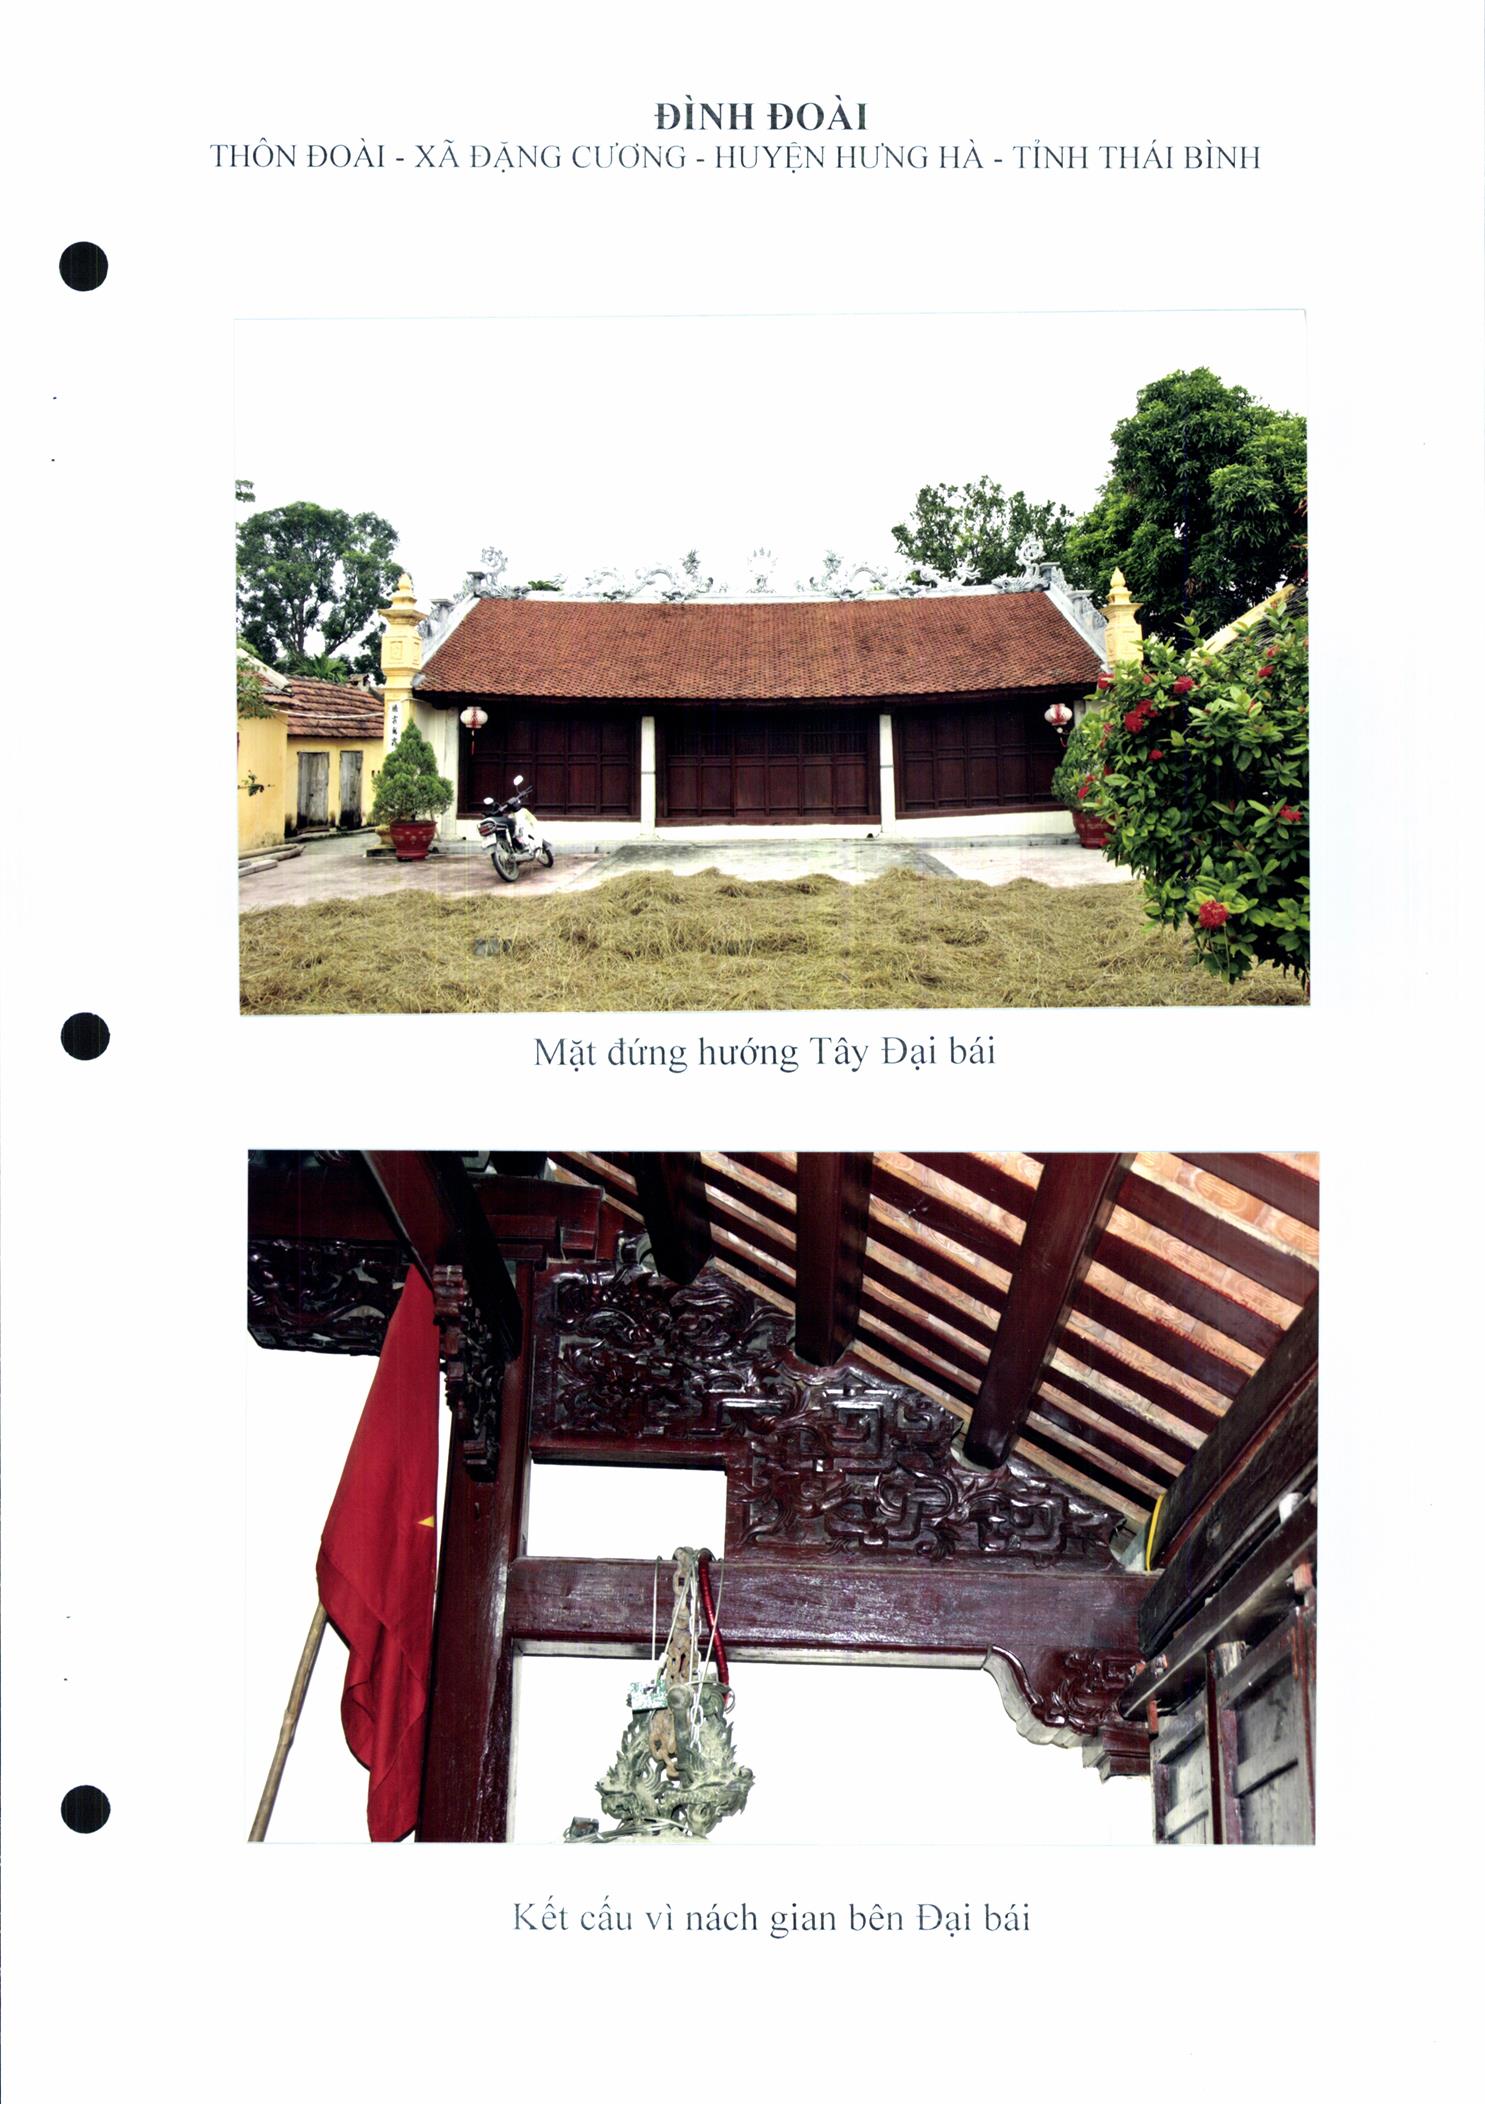 ĐÌNH ĐOÀI
THÔN ĐOÀI - XÃ ĐẶNG CƯƠNG - HUYỆN HƯNG HÀ - TỈNH THÁI BÌNH
Mặt đứng hướng Tây Đại bái
Kết cấu vì nách gian bên Đại bái